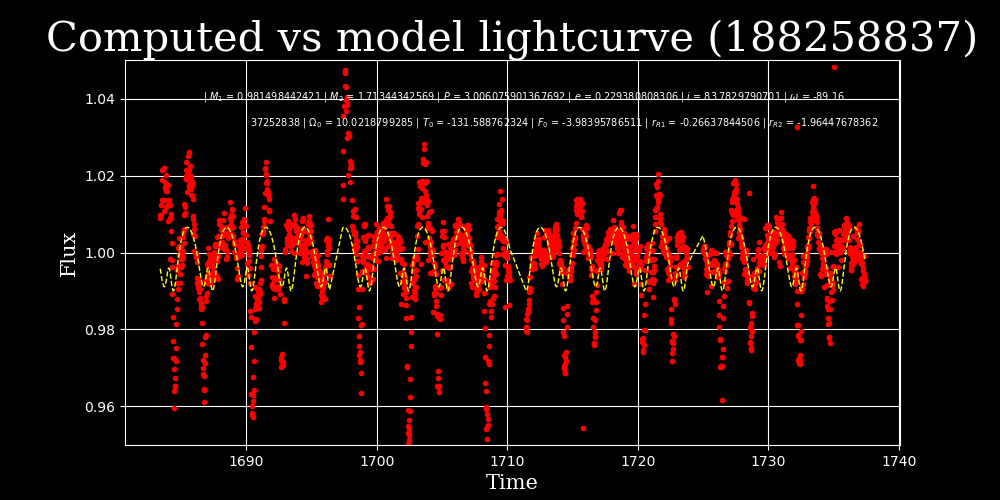 Computed vs model lightcurve (188258837)
| M₁ = 0.981498442421 | M₂ = 1.71344342569 | P = 3.006075901367692 | e = 0.229380808306 | i = 83.7829790701 | ω = -89.16
37252838 | Ω₀ = 10.0218799285 | T₀ = -131.588762324 | F₀ = -3.98395786511 | r_R1 = -0.26637844506 | r_R2 = -1.96447678362
Flux
1.04
1.02
1.00
0.98
0.96
1690 1700 1710 1720 1730 1740
Time